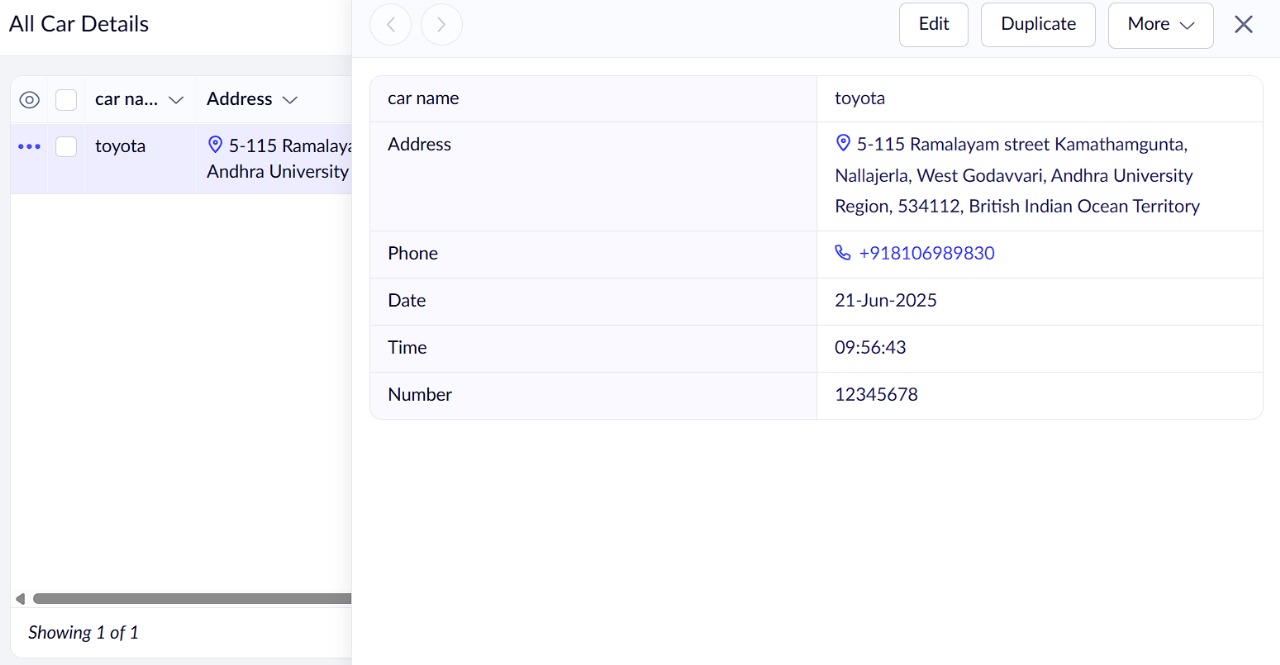 All Car Details
Edit
Duplicate
More
car na...
Address
toyota
5-115 Ramalaya
Andhra University
car name
toyota
Address
5-115 Ramalayam street Kamathamgunta,
Nallajerla, West Godavvari, Andhra University
Region, 534112, British Indian Ocean Territory
Phone
+918106989830
Date
21-Jun-2025
Time
09:56:43
Number
12345678
Showing 1 of 1